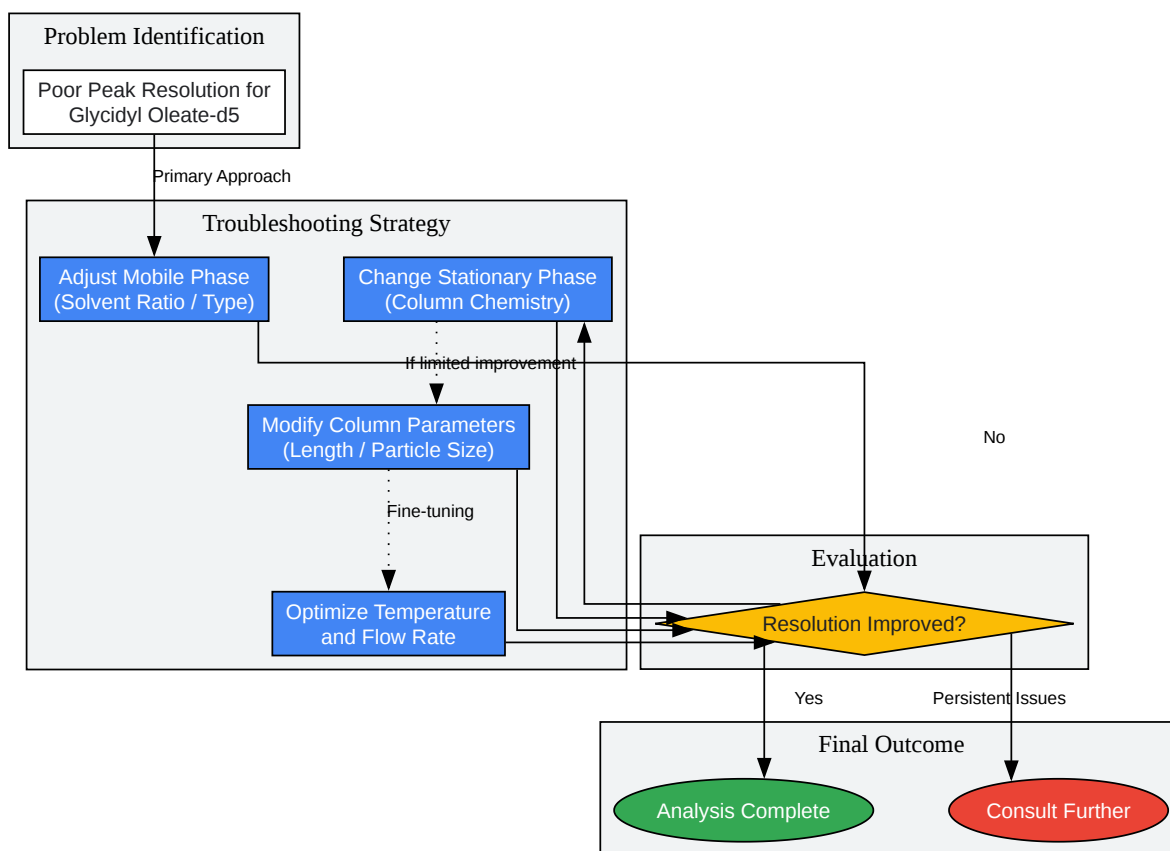 Problem Identification
Poor Peak Resolution for
Glycidyl Oleate-d5
Primary Approach
Troubleshooting Strategy
Adjust Mobile Phase
(Solvent Ratio / Type)
Change Stationary Phase
(Column Chemistry)
If limited improvement
Modify Column Parameters
(Length / Particle Size)
No
Fine-tuning
Evaluation
Optimize Temperature
and Flow Rate
Resolution Improved?
Yes
Persistent Issues
Final Outcome
Analysis Complete
Consult Further